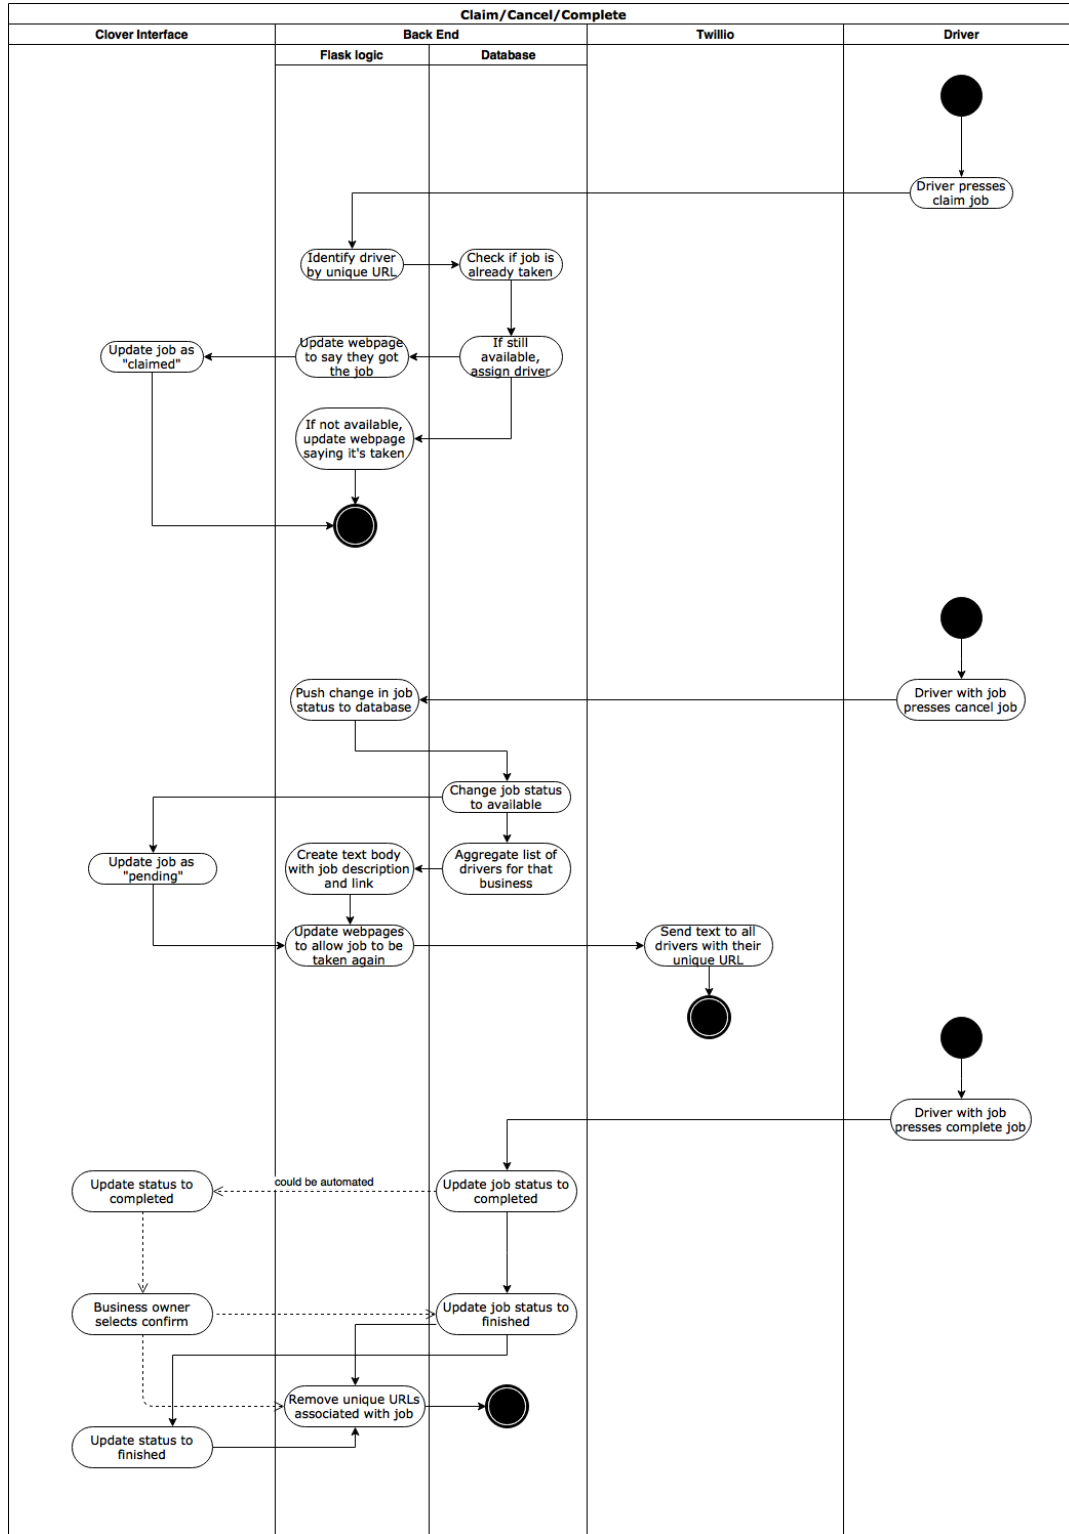 Claim/Cancel/Complete
Clover Interface
Back End
Twillio
Driver
Flask logic
Database
Driver presses
claim job
Identify driver
by unique URL
Check if job is
already taken
Update job as
"claimed"
Update webpage
to say they got
the job
If still
available,
assign driver
If not available,
update webpage
saying it's taken
Push change in job
status to database
Driver with job
presses cancel job
Change job status
to available
Update job as
"pending"
Create text body
with job description
and link
Aggregate list of
drivers for that
business
Update webpages
to allow job to be
taken again
Send text to all
drivers with their
unique URL
Driver with job
presses complete job
Update status to
completed
could be automated
Update job status to
completed
Business owner
selects confirm
Update job status to
finished
Remove unique URLs
associated with job
Update status to
finished